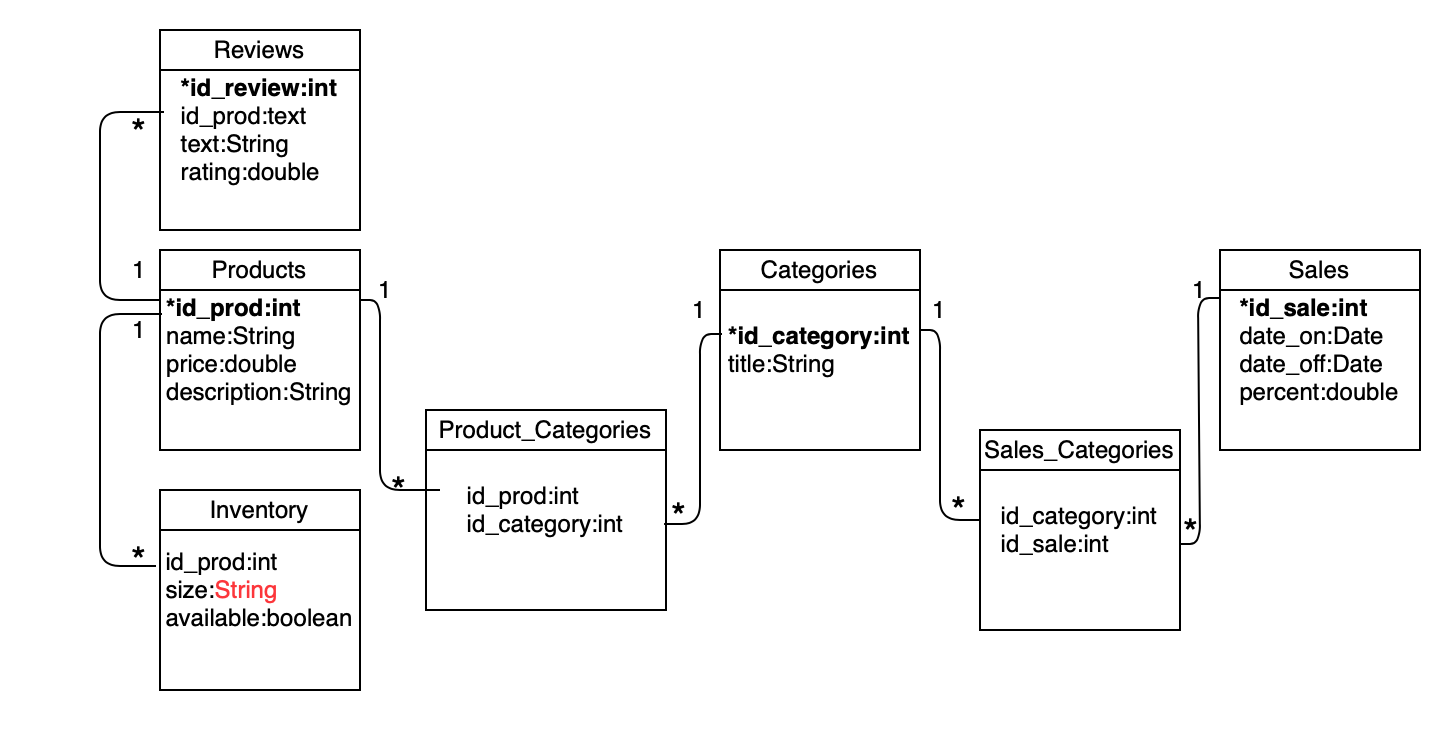 Reviews
*id_review:int
id_prod:text
text:String
rating:double
*
1
Products
*id_prod:int
name:String
price:double
description:String
1
1
*
Inventory
id_prod:int
size:String
available:boolean
*
Product_Categories
id_prod:int
id_category:int
*
1
Categories
*id_category:int
title:String
1
*
Sales_Categories
id_category:int
id_sale:int
*
1
Sales
*id_sale:int
date_on:Date
date_off:Date
percent:double